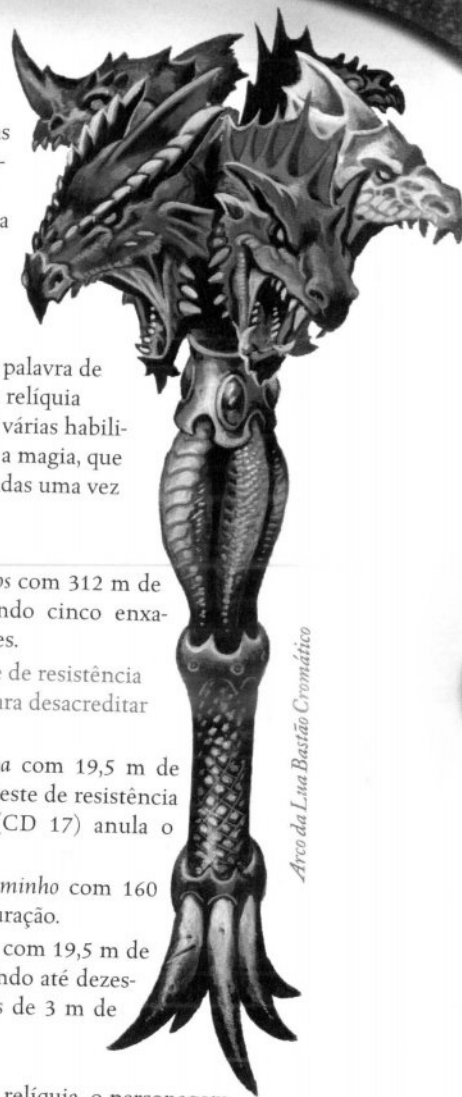 palavra de
relíquia
várias habili-
a magia, que
das uma vez
os com 312 m de
ndo cinco enxa-
es.
e de resistência
ara desacreditar
a com 19,5 m de
este de resistência
(CD 17) anula o
minho com 160
uração.
com 19,5 m de
ndo até dezes-
s de 3 m de
relíquia, o personagem
Arco da Lua Bastão Cromático